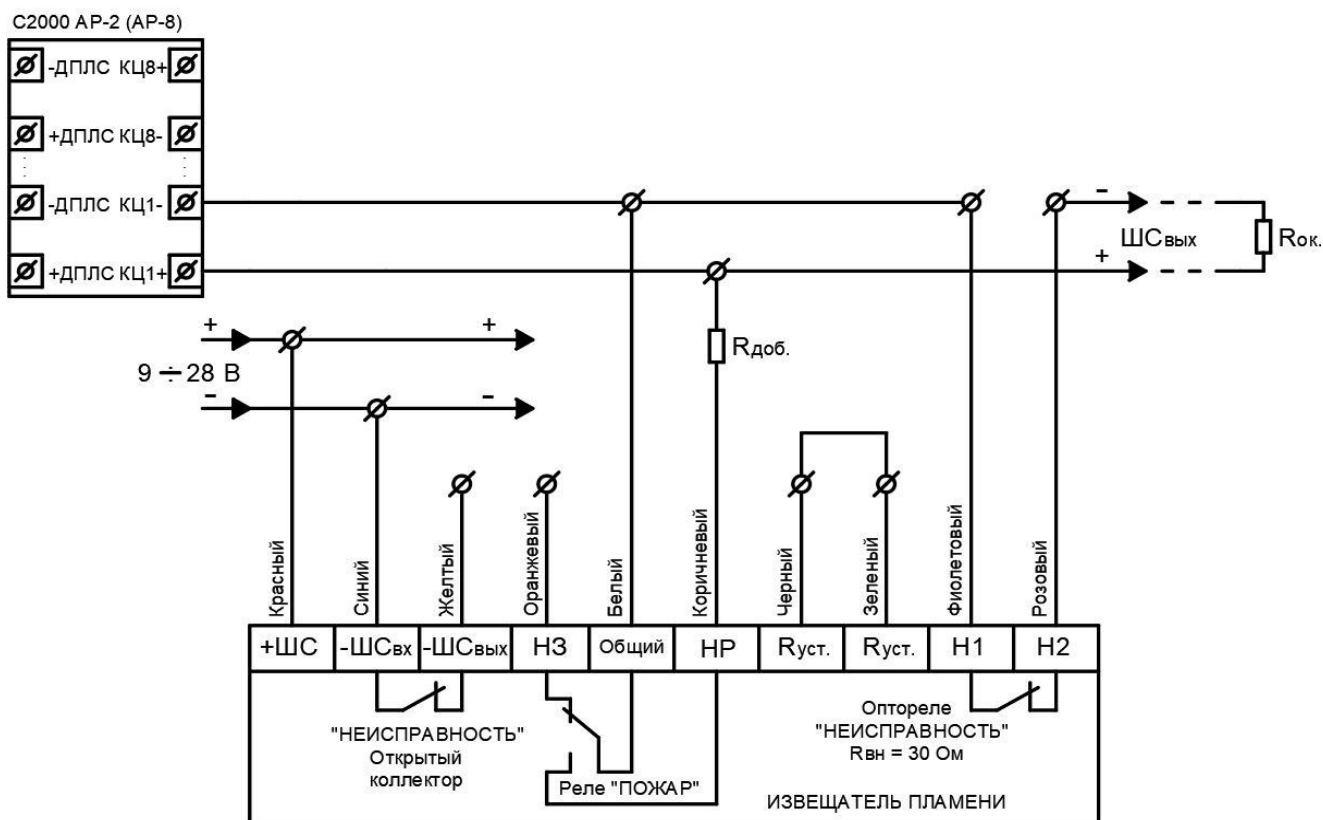 С2000 АР-2 (АР-8)
-ДПЛС КЦ8+
+ДПЛС КЦ8-
-ДПЛС КЦ1-
+ДПЛС КЦ1+
-
ШСвых
+
Rок.
+
+
9 ÷ 28 В
-
-
Rдоб.
Красный
Синий
Желтый
Оранжевый
Белый
Коричневый
Черный
Зеленый
Фиолетовый
Розовый
+ШС
-ШСвх
-ШСвых
НЗ
Общий
НР
Rуст.
Rуст.
Н1
Н2
"НЕИСПРАВНОСТЬ"
Открытый
коллектор
Реле "ПОЖАР"
Оптореле
"НЕИСПРАВНОСТЬ"
Rвн = 30 Ом
ИЗВЕЩАТЕЛЬ ПЛАМЕНИ